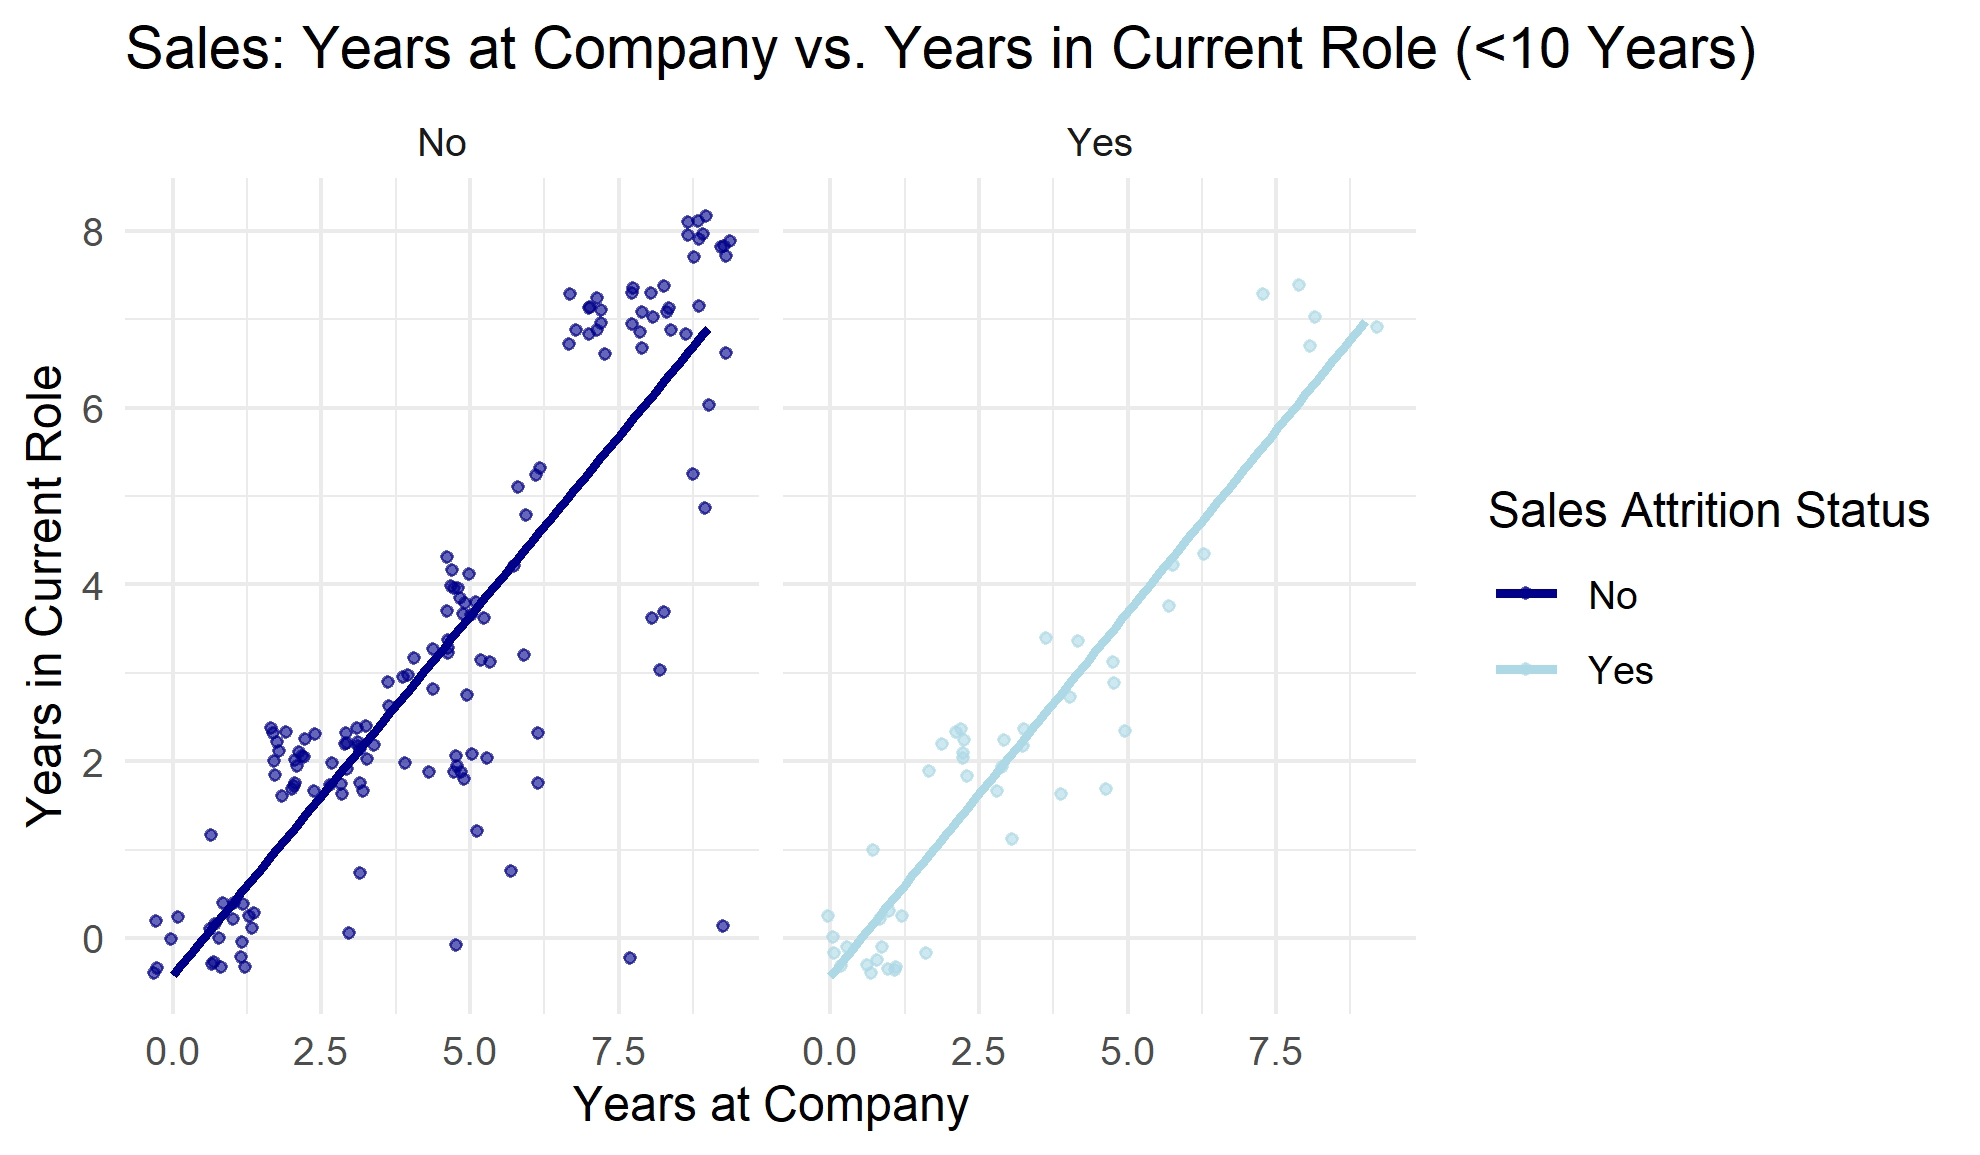 Sales: Years at Company vs. Years in Current Role (<10 Years)
No
Yes
8
6
4
2
0
Years in Current Role
0.0 2.5 5.0 7.5
0.0 2.5 5.0 7.5
Years at Company
Sales Attrition Status
No
Yes